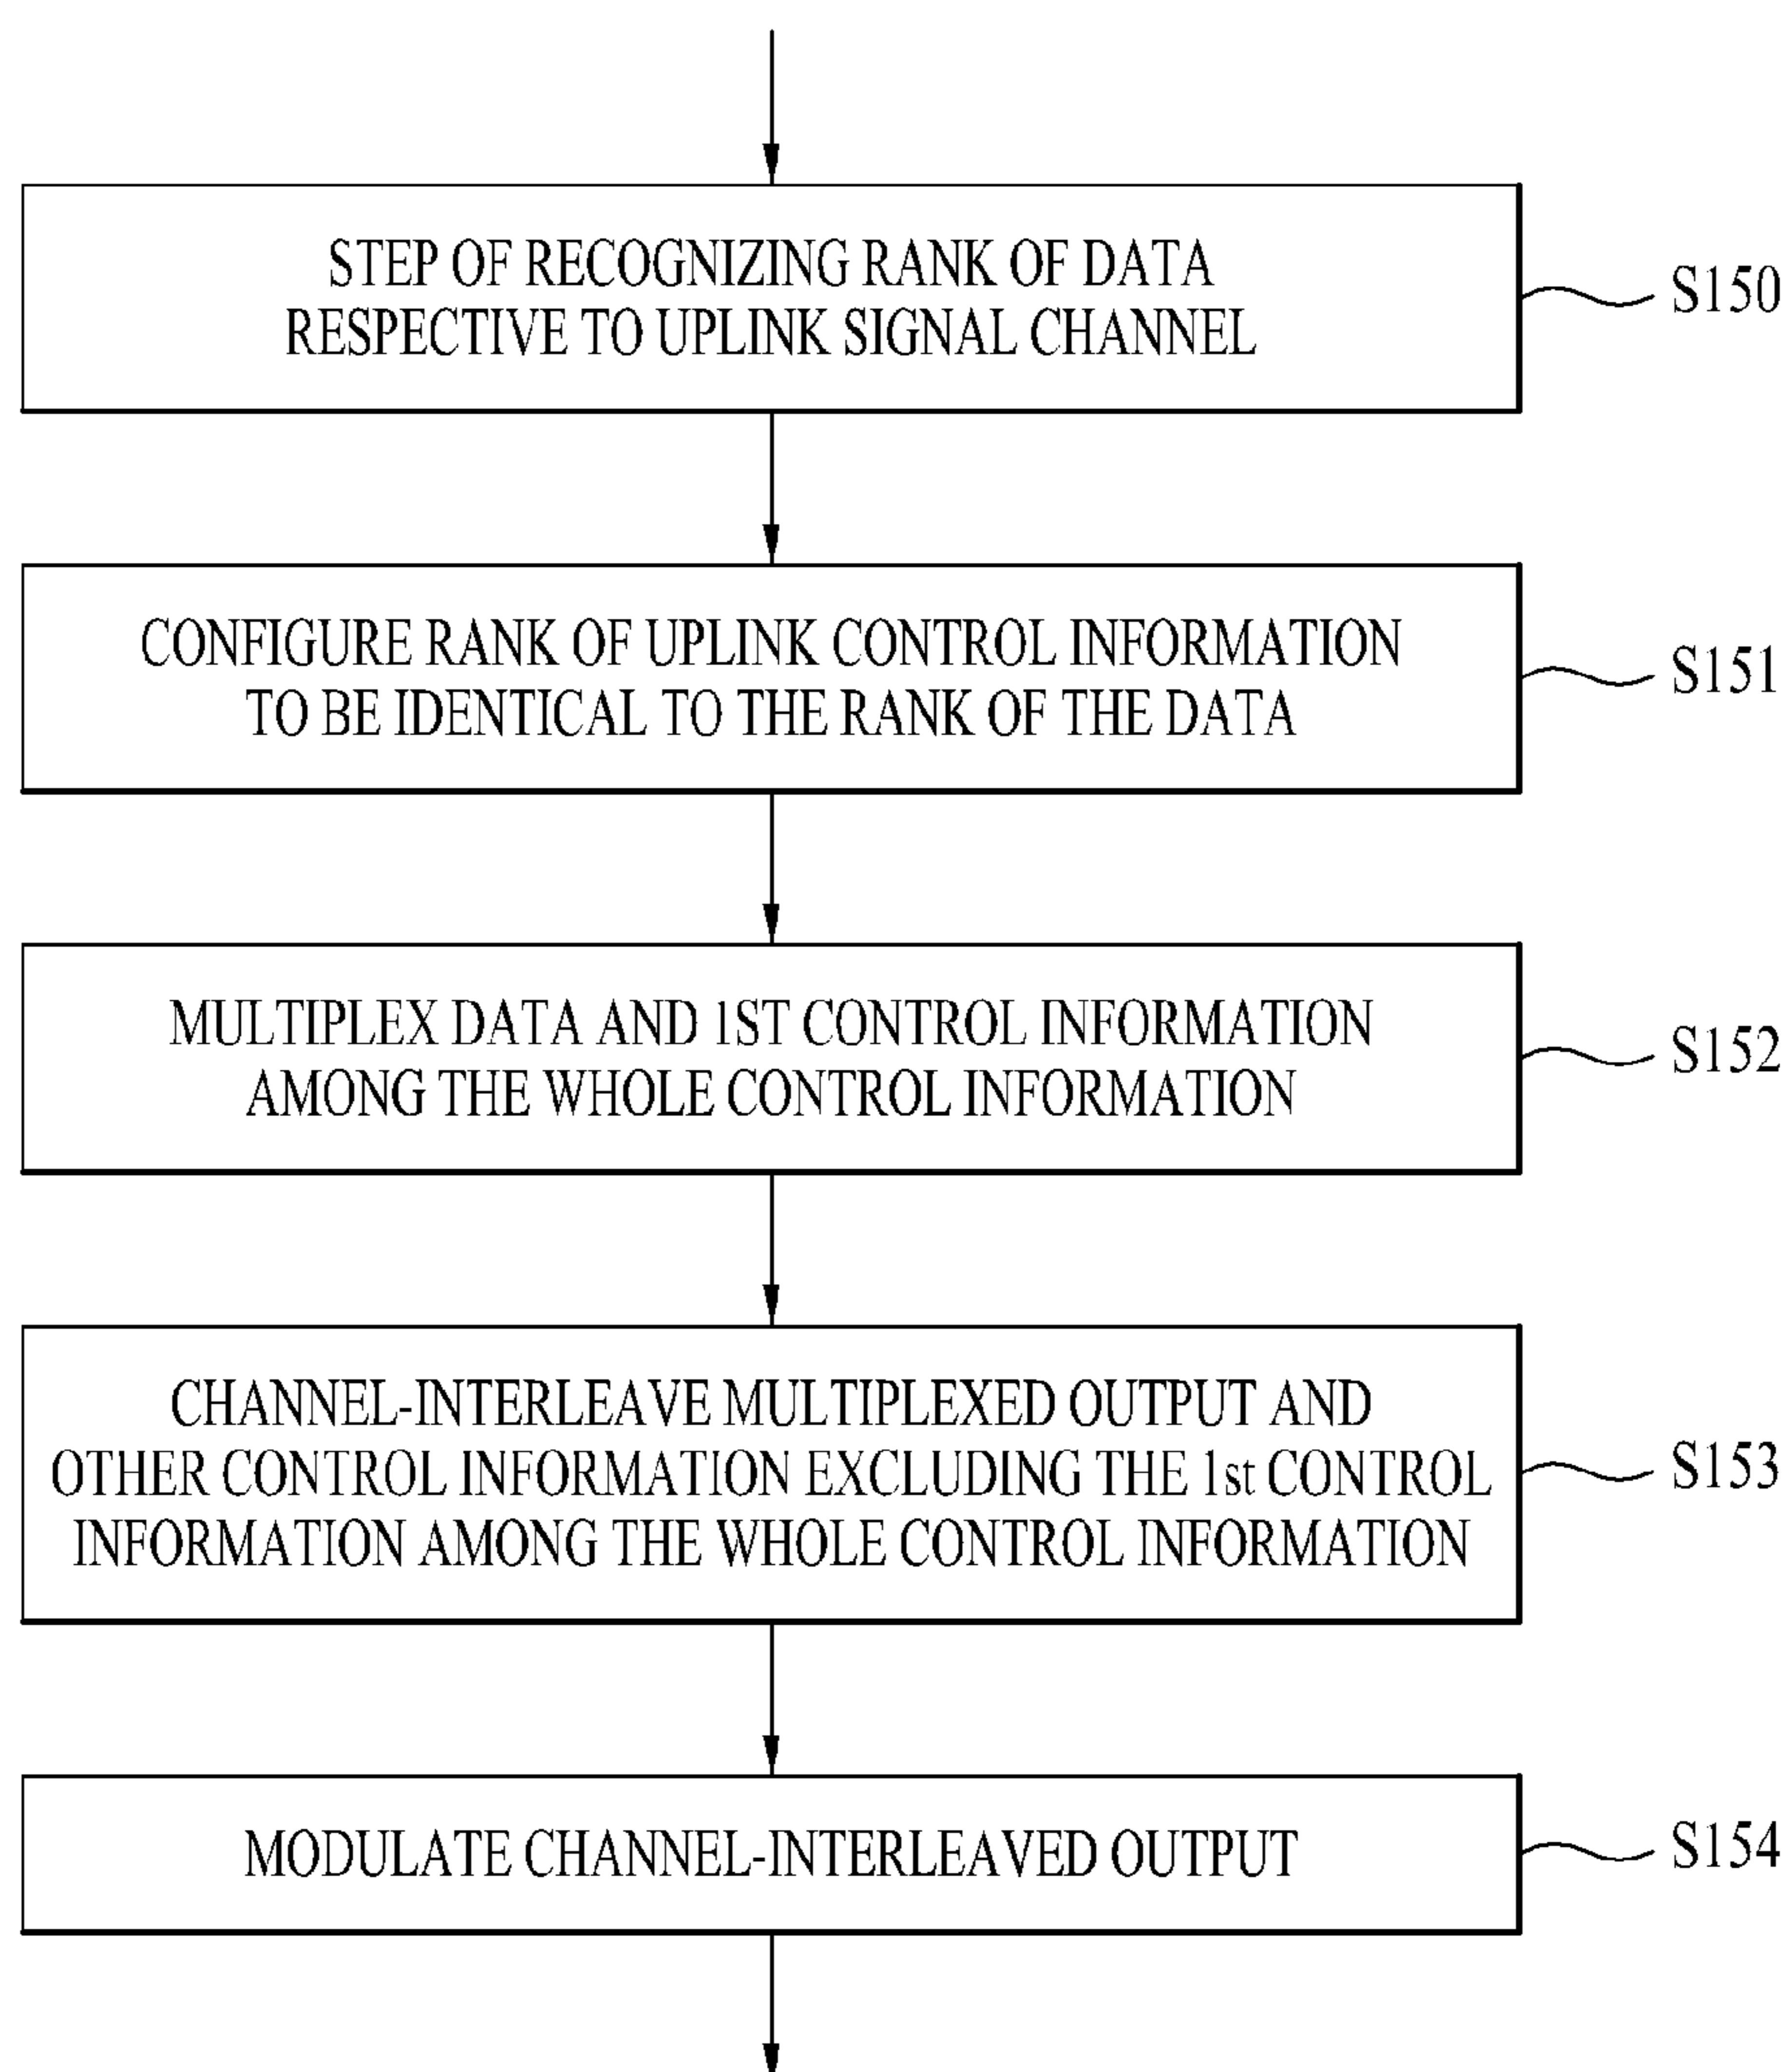 STEP OF RECOGNIZING RANK OF DATA
RESPECTIVE TO UPLINK SIGNAL CHANNEL
S150
CONFIGURE RANK OF UPLINK CONTROL INFORMATION
TO BE IDENTICAL TO THE RANK OF THE DATA
S151
MULTIPLEX DATA AND 1ST CONTROL INFORMATION
AMONG THE WHOLE CONTROL INFORMATION
S152
CHANNEL-INTERLEAVE MULTIPLEXED OUTPUT AND
OTHER CONTROL INFORMATION EXCLUDING THE 1st CONTROL
INFORMATION AMONG THE WHOLE CONTROL INFORMATION
S153
MODULATE CHANNEL-INTERLEAVED OUTPUT
S154